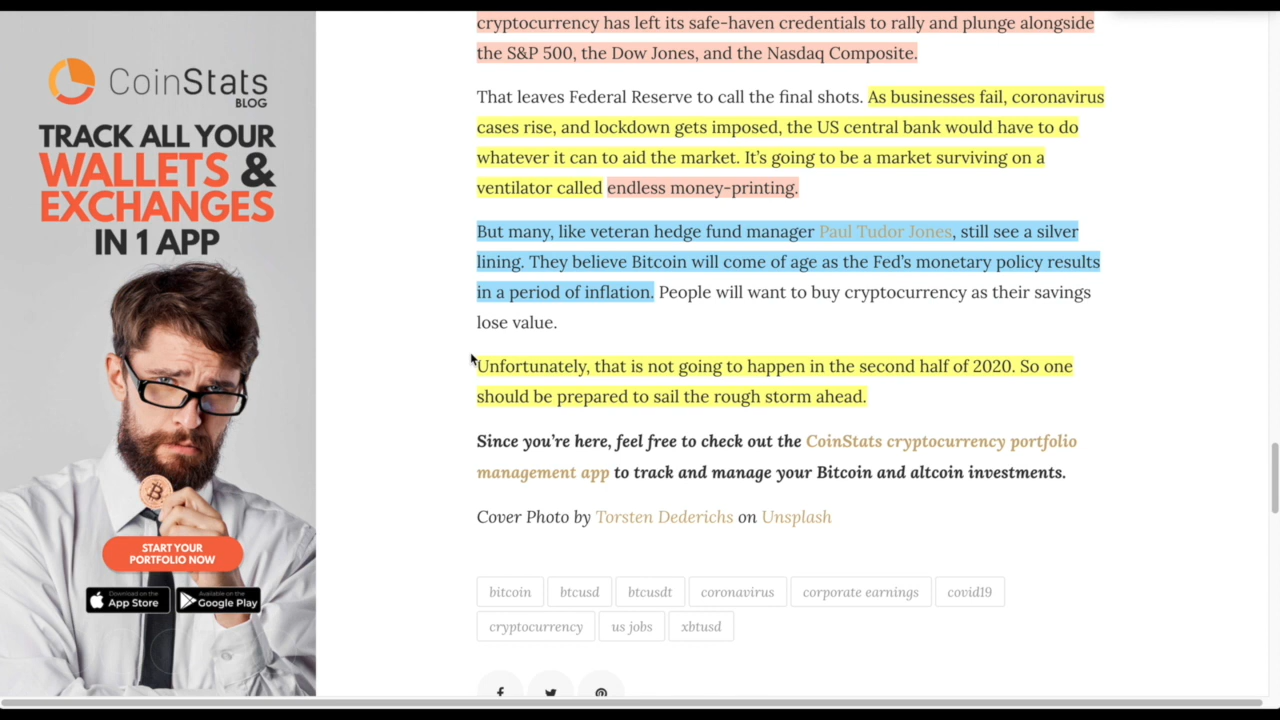 CoinStats
BLOG
TRACK ALL YOUR
WALLETS &
EXCHANGES
IN 1 APP
START YOUR
PORTFOLIO NOW
Download on the
App Store
Available on the
Google Play
cryptocurrency has left its safe-haven credentials to rally and plunge alongside
the S&P 500, the Dow Jones, and the Nasdaq Composite.
That leaves Federal Reserve to call the final shots. As businesses fail, coronavirus
cases rise, and lockdown gets imposed, the US central bank would have to do
whatever it can to aid the market. It’s going to be a market surviving on a
ventilator called endless money-printing.
But many, like veteran hedge fund manager Paul Tudor Jones, still see a silver
lining. They believe Bitcoin will come of age as the Fed’s monetary policy results
in a period of inflation. People will want to buy cryptocurrency as their savings
lose value.
Unfortunately, that is not going to happen in the second half of 2020. So one
should be prepared to sail the rough storm ahead.
Since you’re here, feel free to check out the CoinStats cryptocurrency portfolio
management app to track and manage your Bitcoin and altcoin investments.
Cover Photo by Torsten Dederichs on Unsplash
bitcoin btcusd btcusdt coronavirus corporate earnings covid19
cryptocurrency us jobs xbtusd